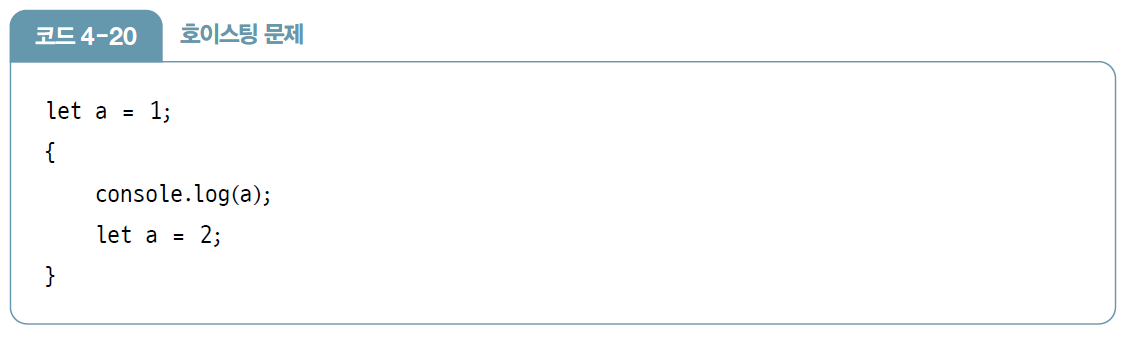 코드 4-20 호이스팅 문제
let a = 1;
{
    console.log(a);
    let a = 2;
}